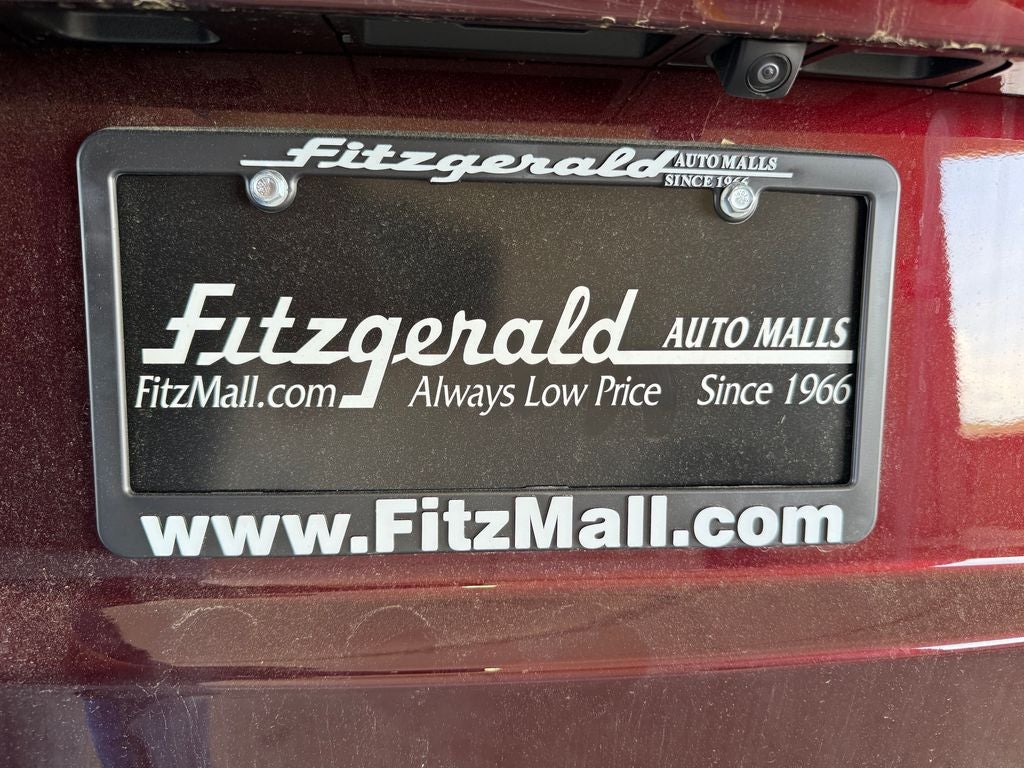 Fitzgerald AUTO MALLS
SINCE 1966
Fitzgerald AUTO MALLS
FitzMall.com Always Low Price Since 1966
www.FitzMall.com